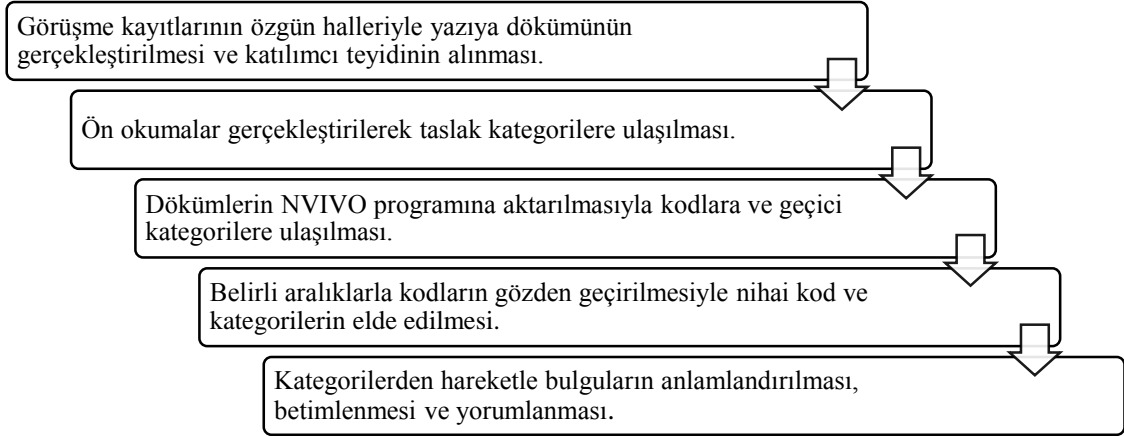 Görüşme kayıtlarının özgün halleriyle yazıya dökümünün
gerçekleştirilmesi ve katılımcı teyidinin alınması.
Ön okumalar gerçekleştirilerek taslak kategorilere ulaşılması.
Dökümlerin NVIVO programına aktarılmasıyla kodlara ve geçici
kategorilere ulaşılması.
Belirli aralıklarla kodların gözden geçirilmesiyle nihai kod ve
kategorilerin elde edilmesi.
Kategorilerden hareketle bulguların anlamlandırılması,
betimlenmesi ve yorumlanması.